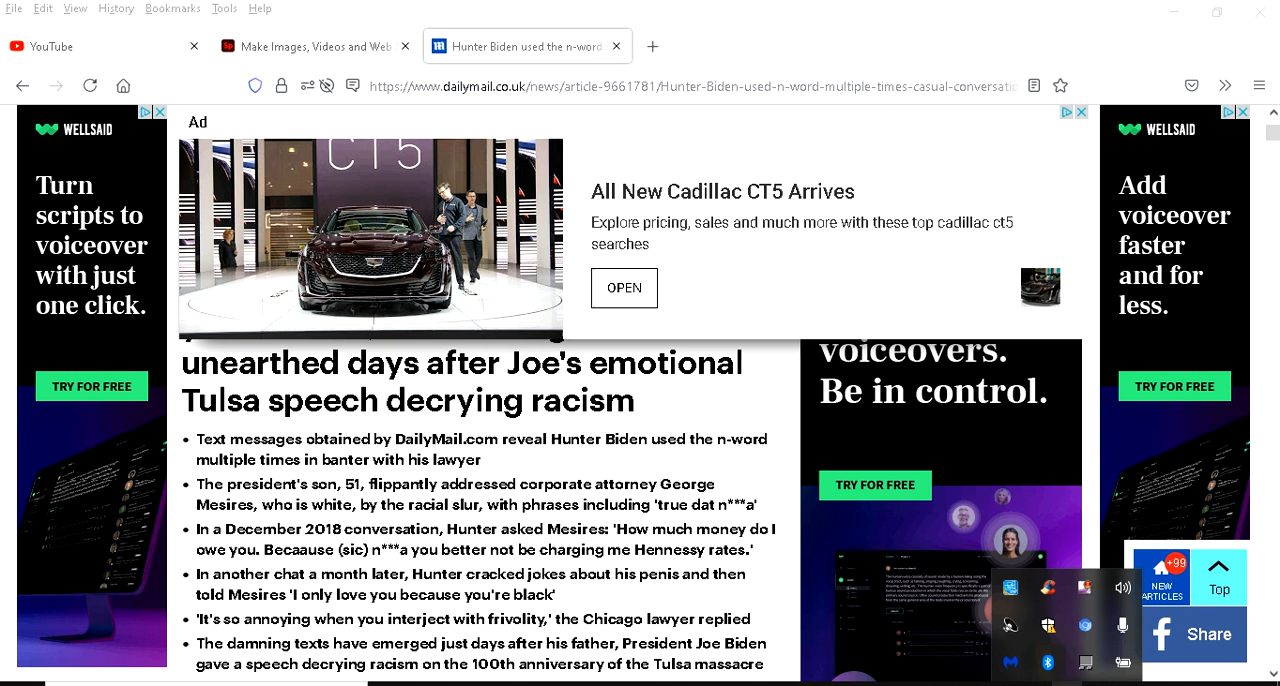 File Edit View History Bookmarks Tools Help
YouTube
Make Images, Videos and Web
Hunter Biden used the n-word
https://www.dailymail.co.uk/news/article-9661781/Hunter-Biden-used-n-word-multiple-times-casual-conversatio
WELLSAID
Turn
scripts to
voiceover
with just
one click.
TRY FOR FREE
Ad
CT5
All New Cadillac CT5 Arrives
Explore pricing, sales and much more with these top cadillac ct5
searches
OPEN
unearthed days after Joe's emotional
Tulsa speech decrying racism
• Text messages obtained by DailyMail.com reveal Hunter Biden used the n-word
multiple times in banter with his lawyer
• The president's son, 51, flippantly addressed corporate attorney George
Mesires, who is white, by the racial slur, with phrases including 'true dat n***a'
• In a December 2018 conversation, Hunter asked Mesires: 'How much money do I
owe you. Becaause (sic) n***a you better not be charging me Hennessy rates.'
• In another chat a month later, Hunter cracked jokes about his penis and then
told Mesires 'I only love you because you're black'
• 'It's so annoying when you interject with frivolity,' the Chicago lawyer replied
• The damning texts have emerged just days after his father, President Joe Biden
gave a speech decrying racism on the 100th anniversary of the Tulsa massacre
voiceovers.
Be in control.
TRY FOR FREE
WELLSAID
Add
voiceover
faster
and for
less.
TRY FOR FREE
+99
NEW
ARTICLES
Top
Share